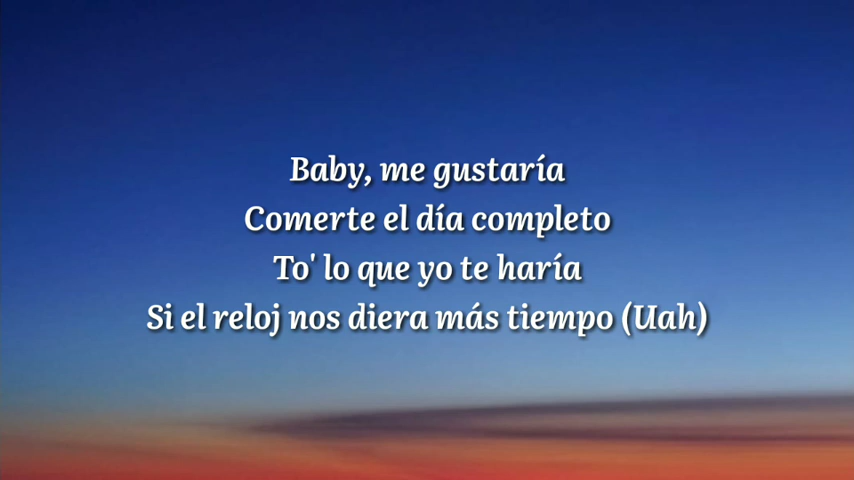 Baby, me gustaría
Comerte el día completo
To' lo que yo te haría
Si el reloj nos diera más tiempo (Uah)